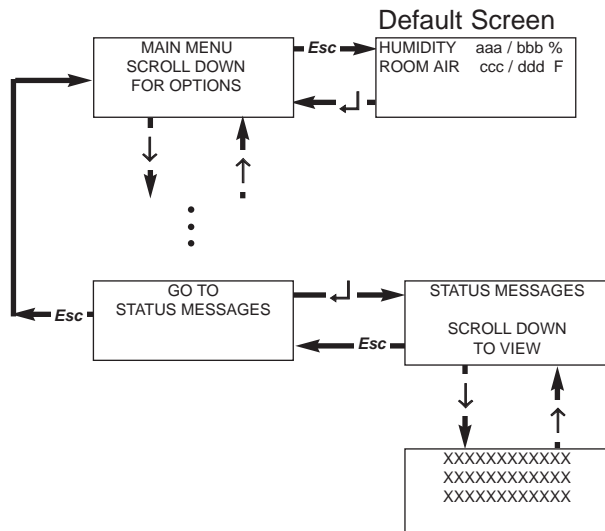 Default Screen
MAIN MENU
SCROLL DOWN
FOR OPTIONS
Esc
HUMIDITY aaa / bbb %
ROOM AIR ccc / ddd F
GO TO
STATUS MESSAGES
Esc
STATUS MESSAGES
SCROLL DOWN
TO VIEW
Esc
XXXXXXXXXXXX
XXXXXXXXXXXX
XXXXXXXXXXXX